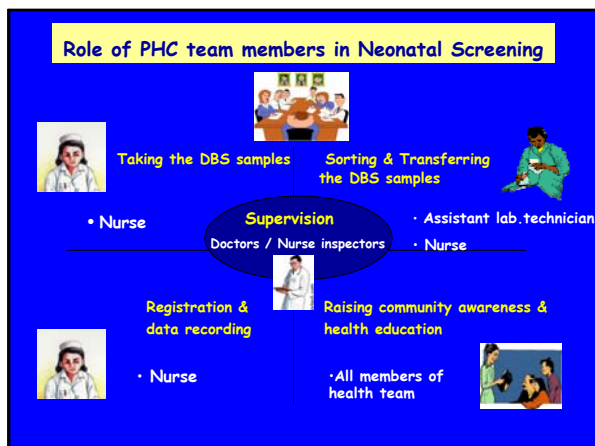 Role of PHC team members in Neonatal Screening
Taking the DBS samples
• Nurse
Sorting & Transferring
the DBS samples
· Assistant lab.technician
· Nurse
Supervision
Doctors / Nurse inspectors
Registration &
data recording
· Nurse
Raising community awareness &
health education
·All members of
health team